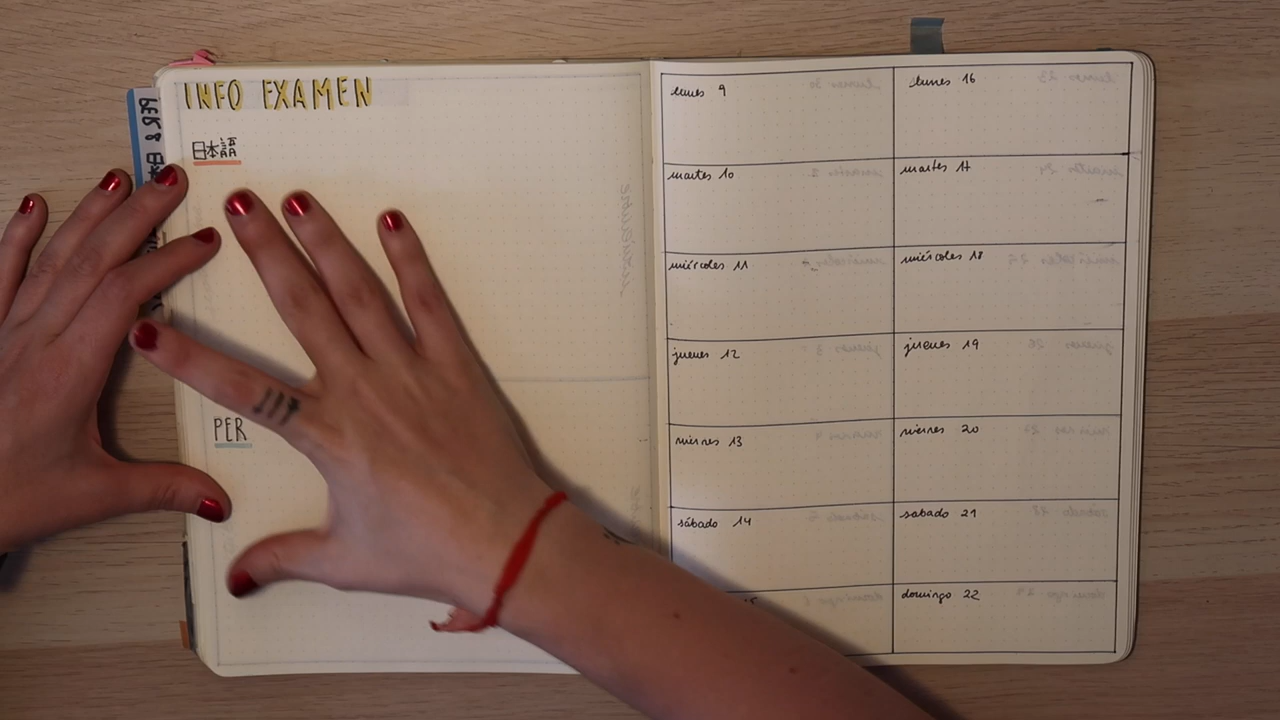 INFO EXAMEN
日本語
PER
lunes 9
martes 10
miércoles 11
jueves 12
viernes 13
sábado 14
lunes 16
martes 17
miércoles 18
jueves 19
viernes 20
sabado 21
domingo 22
PER &